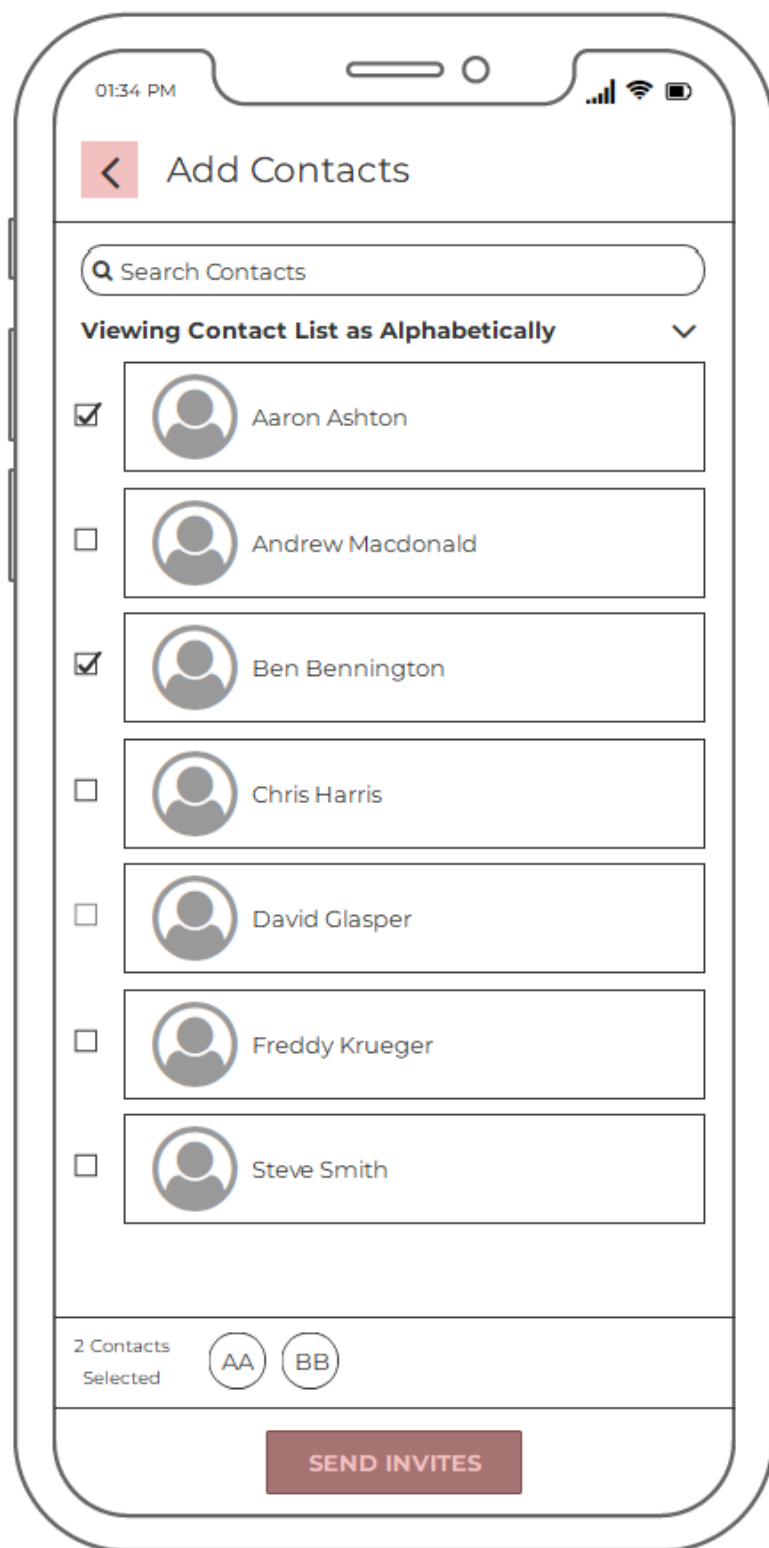 01:34 PM
Add Contacts
Search Contacts
Viewing Contact List as Alphabetically
Aaron Ashton
Andrew Macdonald
Ben Bennington
Chris Harris
David Glasper
Freddy Krueger
Steve Smith
2 Contacts
Selected
AA
BB
SEND INVITES